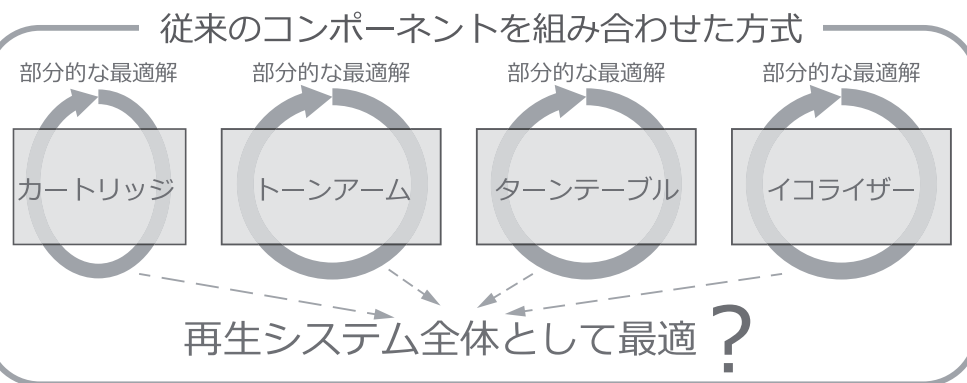 従来のコンポーネントを組み合わせた方式
部分的な最適解 部分的な最適解 部分的な最適解 部分的な最適解
カートリッジ トーンアーム ターンテーブル イコライザー
再生システム全体として最適?